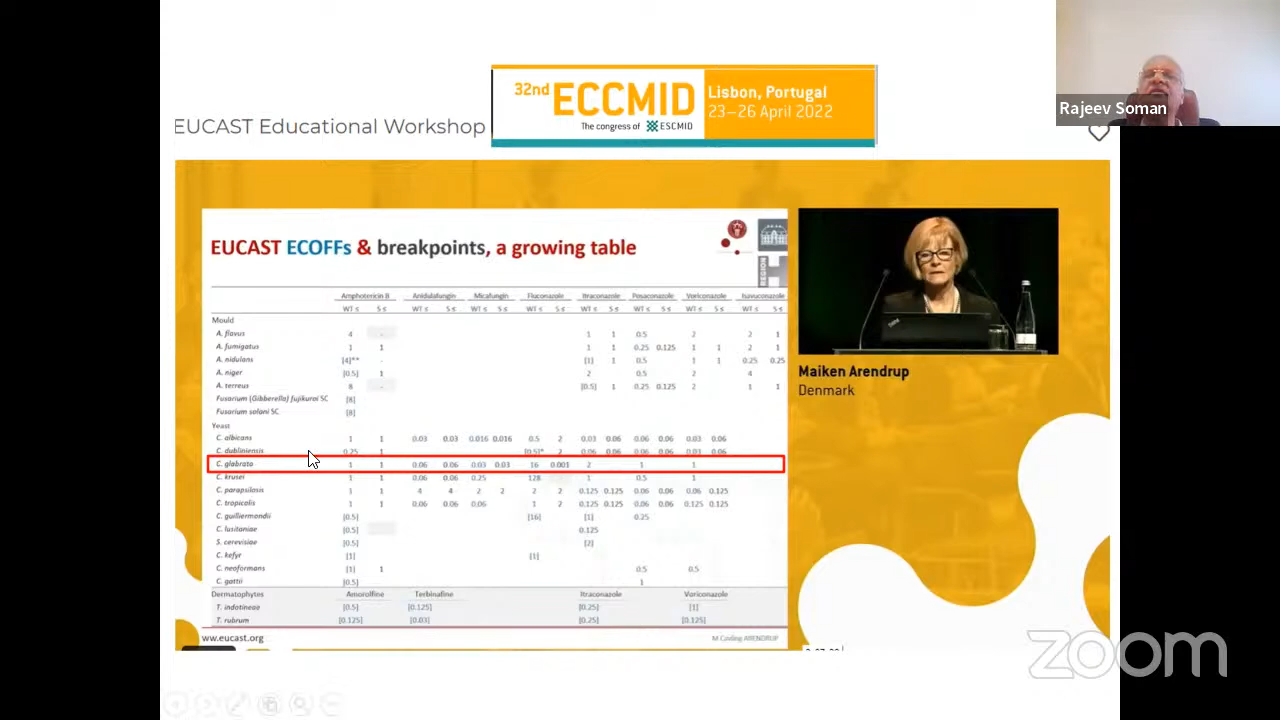 Rajeev Soman
32nd ECCMID
The congress of ESCMID
Lisbon, Portugal
23–26 April 2022
EUCAST Educational Workshop
EUCAST ECOFFs & breakpoints, a growing table
REGION H
Amphotericin B Anidulafungin Micafungin Fluconazole Itraconazole Posaconazole Voriconazole Isavuconazole
WT ≤ S ≤ WT ≤ S ≤ WT ≤ S ≤ WT ≤ S ≤ WT ≤ S ≤ WT ≤ S ≤ WT ≤ S ≤ WT ≤ S ≤
Mould
A. flavus 4 - 1 1 0.5 2 2 1
A. fumigatus 1 1 1 1 0.25 0.125 1 1 2 1
A. nidulans [4]** - [1] 1 0.5 1 1 0.25 0.25
A. niger [0.5] 1 2 0.5 2 4
A. terreus 8 - [0.5] 1 0.25 0.125 2 1 1
Fusarium (Gibberella) fujikuroi SC [8]
Fusarium solani SC [8]
Yeast
C. albicans 1 1 0.03 0.03 0.016 0.016 0.5 2 0.03 0.06 0.06 0.06 0.03 0.06
C. dubliniensis 0.25 1 [0.5]* 2 0.06 0.06 0.06 0.06 0.03 0.06
C. glabrata 1 1 0.06 0.06 0.03 0.03 16 0.001 2 1 1
C. krusei 1 1 0.06 0.06 0.25 128 1 0.5 1
C. parapsilosis 1 1 4 4 2 2 2 2 0.125 0.125 0.06 0.06 0.06 0.125
C. tropicalis 1 1 0.06 0.06 0.06 1 2 0.125 0.125 0.06 0.06 0.125 0.125
C. guilliermondii [0.5] [16] [1] 0.25
C. lusitaniae [0.5] 0.125
S. cerevisiae [0.5] [2]
C. kefyr [1] [1]
C. neoformans [1] 1 0.5 0.5
C. gattii [0.5] 1
Dermatophytes Amorolfine Terbinafine Itraconazole Voriconazole
T. indotineae [0.5] [0.125] [0.25] [1]
T. rubrum [0.125] [0.03] [0.25] [0.125]
ww.eucast.org
M Cavling ARENDRUP
Maiken Arendrup
Denmark
zoom